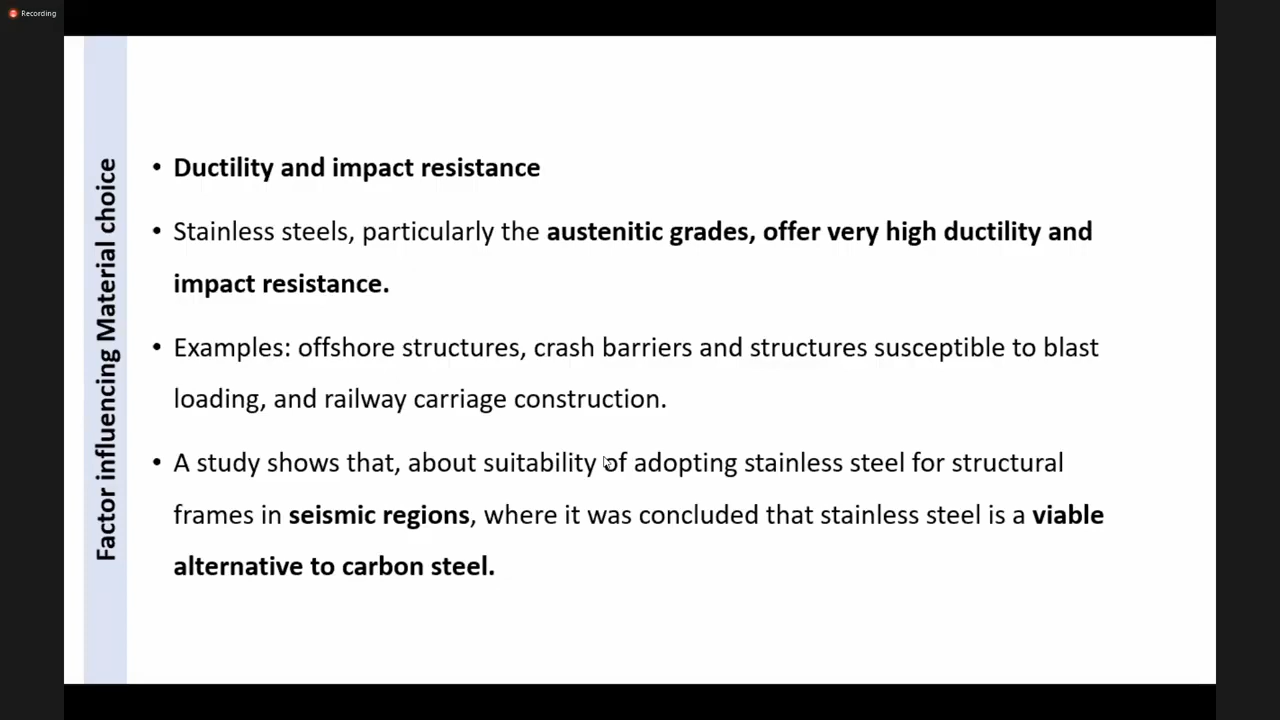 Recording
Factor influencing Material choice
• Ductility and impact resistance
• Stainless steels, particularly the austenitic grades, offer very high ductility and
impact resistance.
• Examples: offshore structures, crash barriers and structures susceptible to blast
loading, and railway carriage construction.
• A study shows that, about suitability of adopting stainless steel for structural
frames in seismic regions, where it was concluded that stainless steel is a viable
alternative to carbon steel.